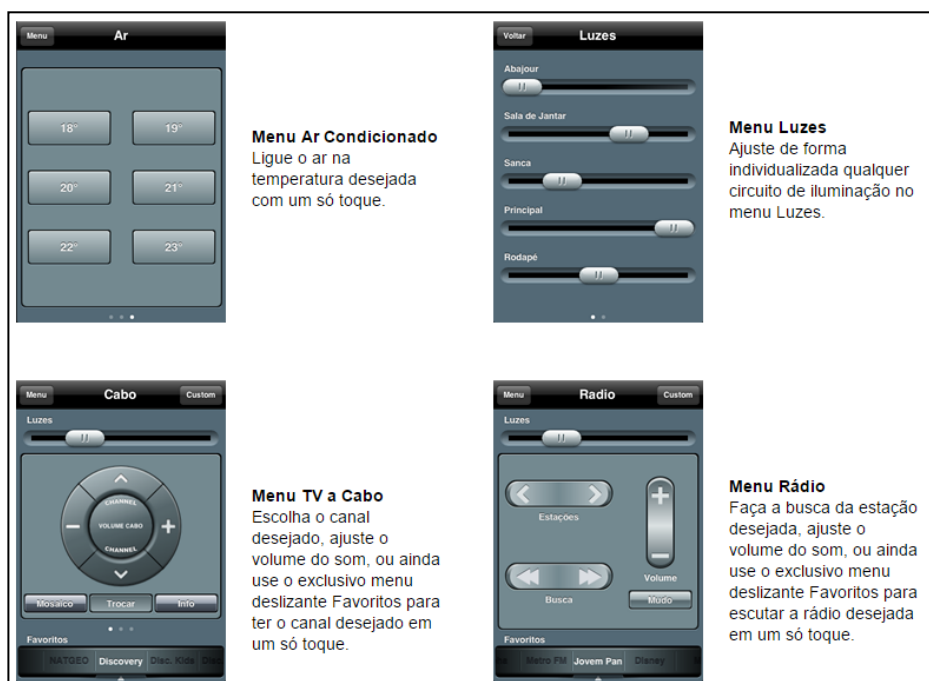 Menu
Ar
18°
19°
20°
21°
22°
23°
Menu Ar Condicionado
Ligue o ar na
temperatura desejada
com um só toque.
Voltar
Luzes
Abajour
Sala de Jantar
Sanca
Principal
Rodapé
Menu Luzes
Ajuste de forma
individualizada qualquer
circuito de iluminação no
menu Luzes.
Menu
Cabo
Custom
Luzes
CHANNEL
VOLUME CABO
CHANNEL
Mosaico
Trocar
Info
Favoritos
NATGEO
Discovery
Disc. Kids
Menu TV a Cabo
Escolha o canal
desejado, ajuste o
volume do som, ou ainda
use o exclusivo menu
deslizante Favoritos para
ter o canal desejado em
um só toque.
Menu
Radio
Custom
Luzes
Estações
Busca
Volume
Mudo
Favoritos
Metro FM
Jovem Pan
Disney
Menu Rádio
Faça a busca da estação
desejada, ajuste o
volume do som, ou ainda
use o exclusivo menu
deslizante Favoritos para
escutar a rádio desejada
em um só toque.